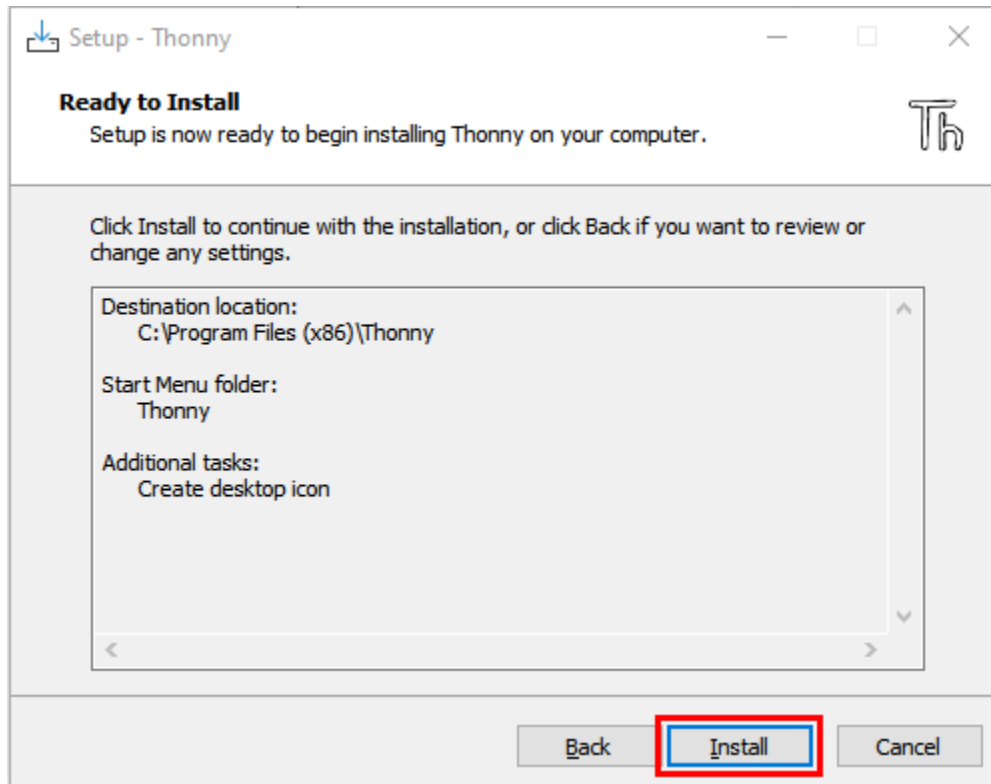 Setup - Thonny
Ready to Install
Setup is now ready to begin installing Thonny on your computer.
Th
Click Install to continue with the installation, or click Back if you want to review or
change any settings.
Destination location:
C:\Program Files (x86)\Thonny
Start Menu folder:
Thonny
Additional tasks:
Create desktop icon
Back Install Cancel